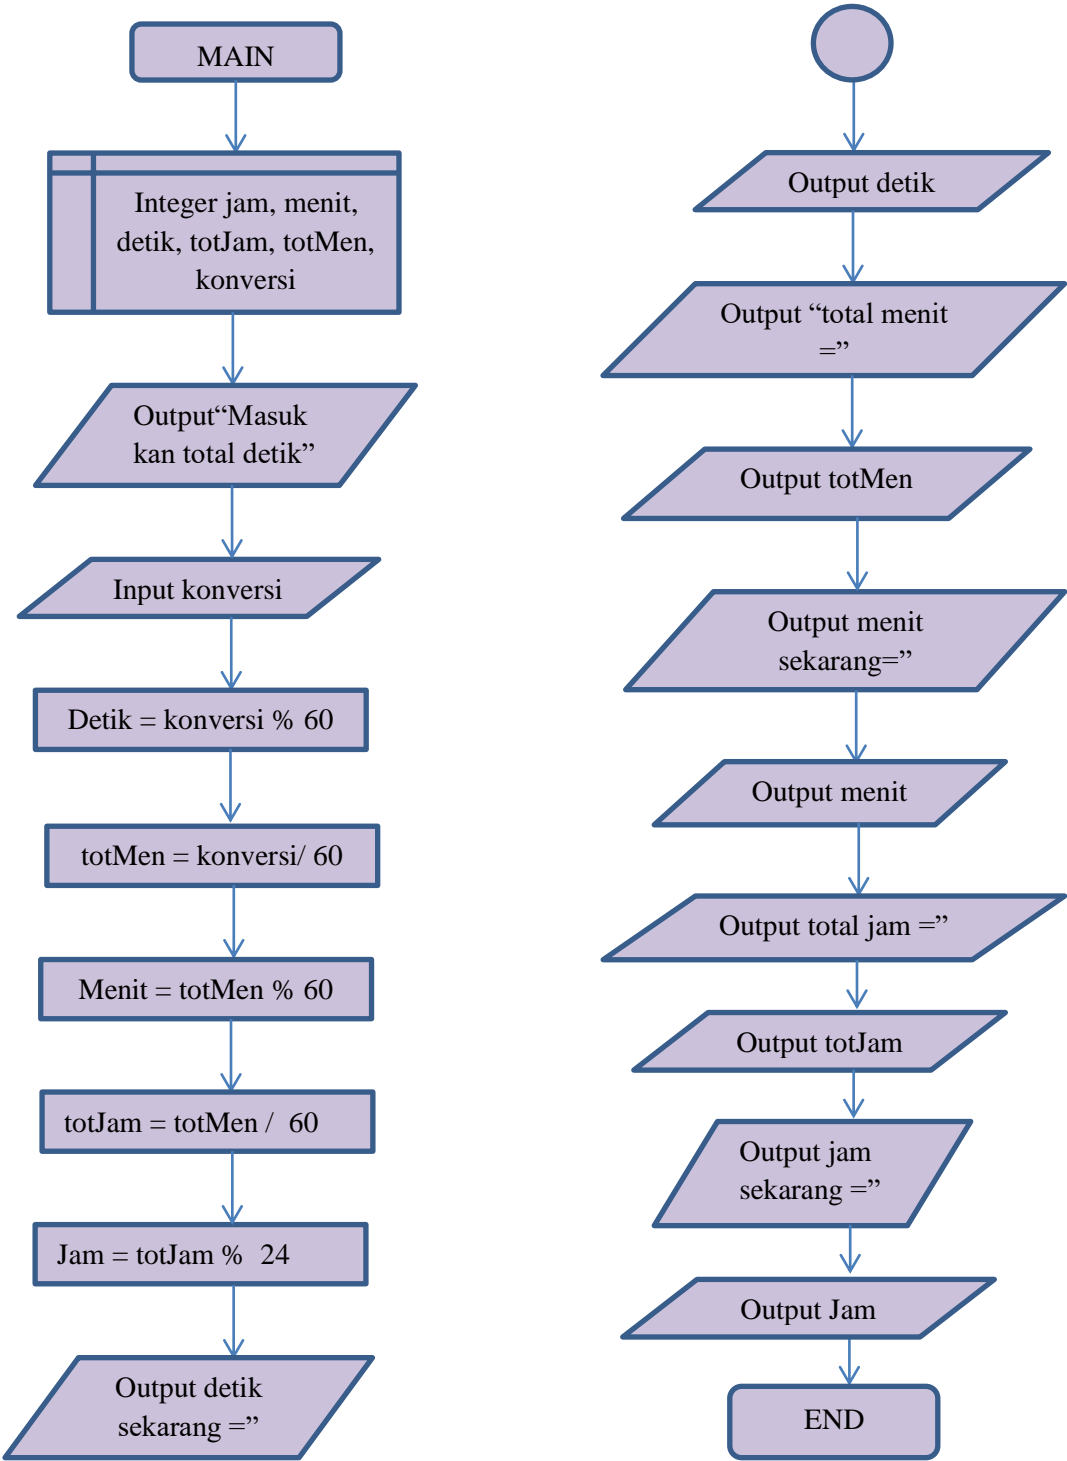 MAIN
Integer jam, menit,
detik, totJam, totMen,
konversi
Output“Masuk
kan total detik”
Input konversi
Detik = konversi % 60
totMen = konversi/ 60
Menit = totMen % 60
totJam = totMen / 60
Jam = totJam % 24
Output detik
sekarang =”
Output detik
Output “total menit
=”
Output totMen
Output menit
sekarang=”
Output menit
Output total jam =”
Output totJam
Output jam
sekarang =”
Output Jam
END